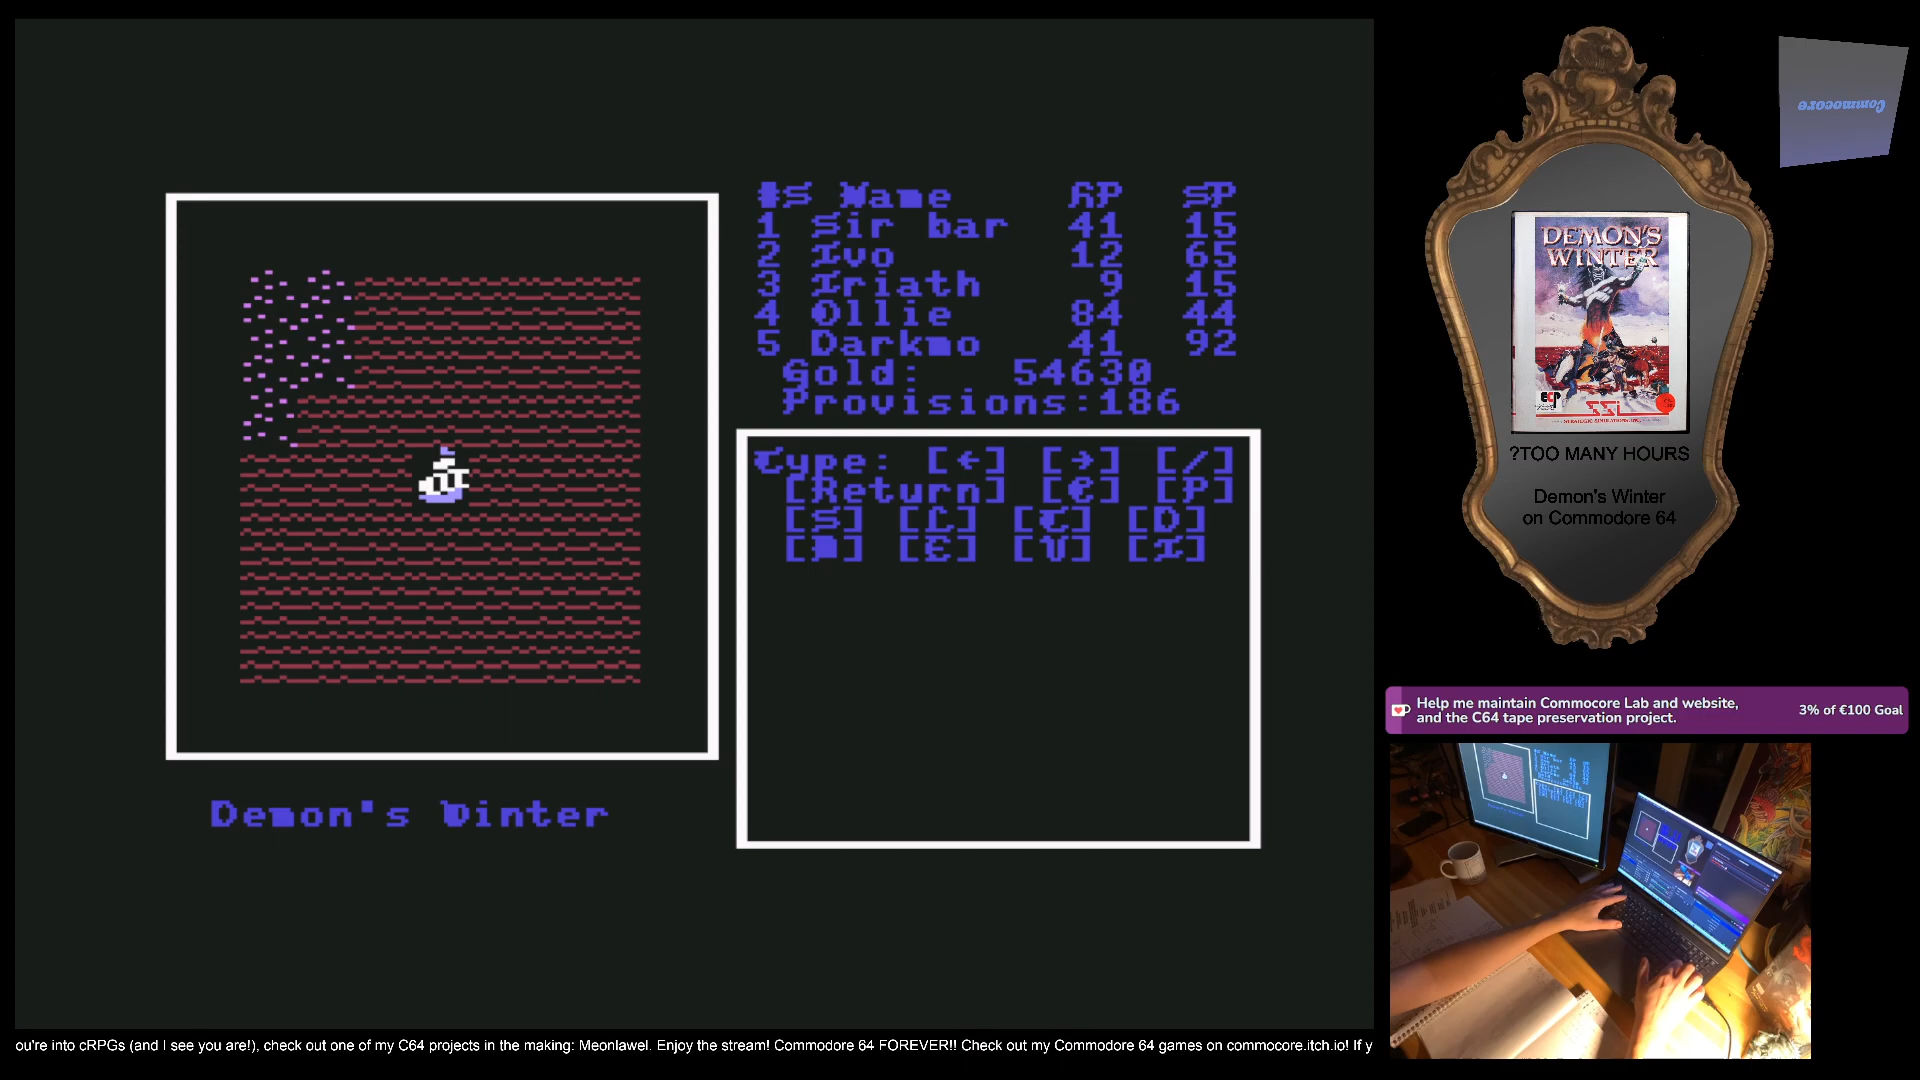 #S Name HP SP
1 Sir bar 41 15
2 Ivo 12 65
3 Iriath 9 15
4 Ollie 84 44
5 Darkmo 41 92
Gold: 54630
Provisions:186
Type: [←] [→] [/]
[Return] [C] [P]
[S] [L] [T] [D]
[M] [E] [V] [I]
Demon's Winter
Commocore
DEMON'S
WINTER
ECP
SSI
STRATEGIC SIMULATIONS, INC.
?TOO MANY HOURS
Demon's Winter
on Commodore 64
Help me maintain Commocore Lab and website,
and the C64 tape preservation project.
3% of €100 Goal
ou're into cRPGs (and I see you are!), check out one of my C64 projects in the making: Meonlawel. Enjoy the stream! Commodore 64 FOREVER!! Check out my Commodore 64 games on commocore.itch.io! If y